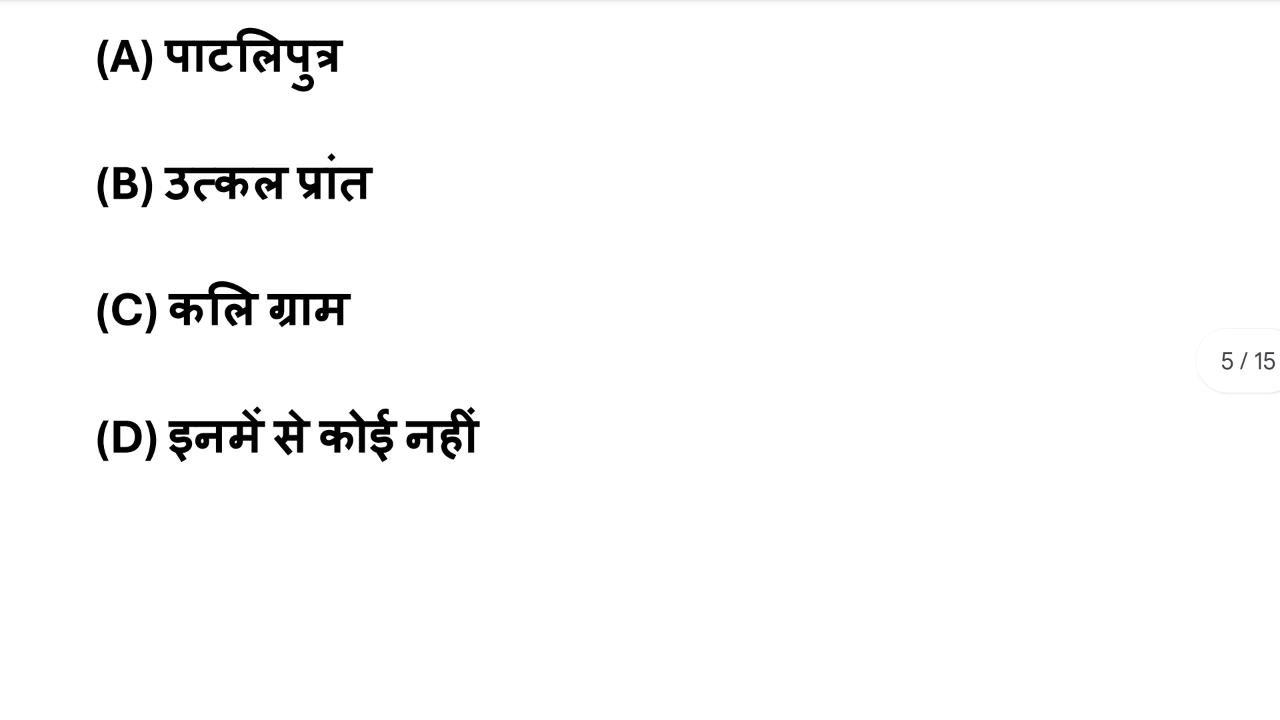 (A) पाटलिपुत्र
(B) उत्कल प्रांत
(C) कलि ग्राम
5 / 15
(D) इनमें से कोई नहीं